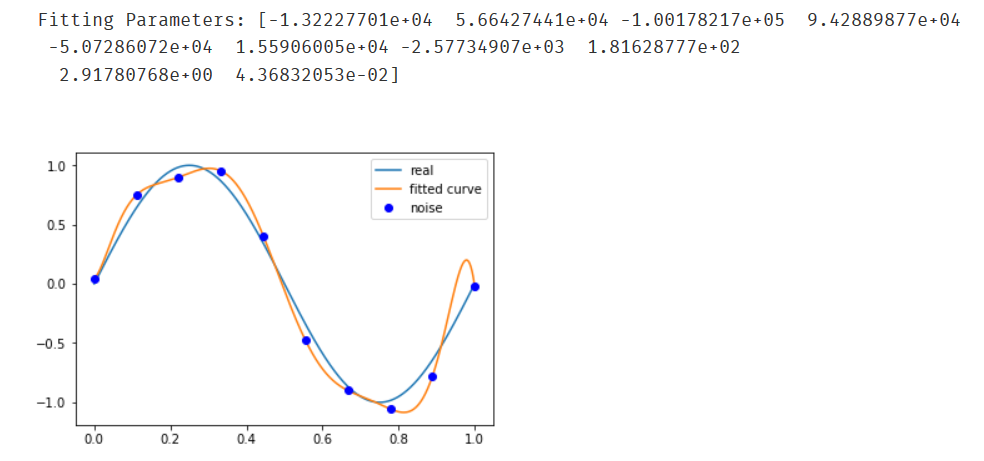 Fitting Parameters: [-1.32227701e+04  5.66427441e+04 -1.00178217e+05  9.42889877e+04
-5.07286072e+04  1.55906005e+04 -2.57734907e+03  1.81628777e+02
2.91780768e+00  4.36832053e-02]
1.0
0.5
0.0
−0.5
−1.0
real
fitted curve
noise
0.0 0.2 0.4 0.6 0.8 1.0